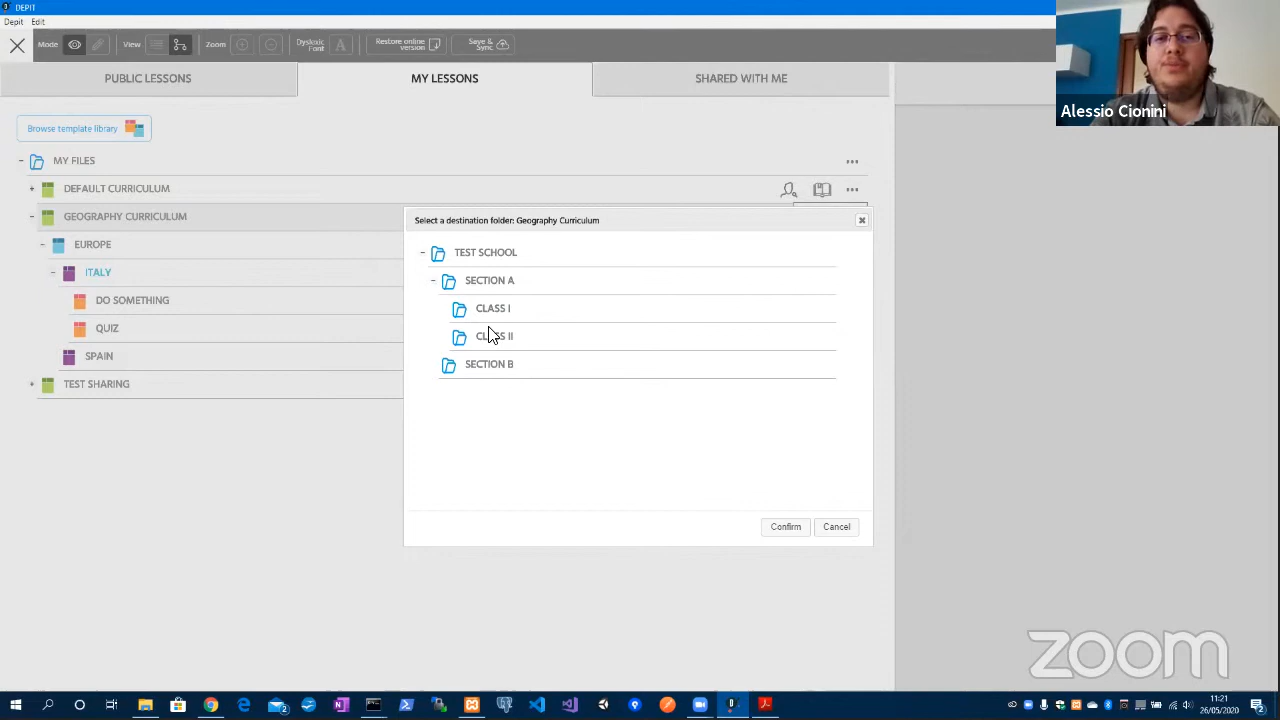 DEPIT
Depit Edit
Mode View Zoom Dyslexic Font A Restore online version Save & Sync
PUBLIC LESSONS MY LESSONS SHARED WITH ME
Alessio Cionini
Browse template library
MY FILES
DEFAULT CURRICULUM
GEOGRAPHY CURRICULUM
EUROPE
ITALY
DO SOMETHING
QUIZ
SPAIN
TEST SHARING
Select a destination folder: Geography Curriculum
TEST SCHOOL
SECTION A
CLASS I
CLASS II
SECTION B
Confirm Cancel
zoom
11:21
26/05/2020